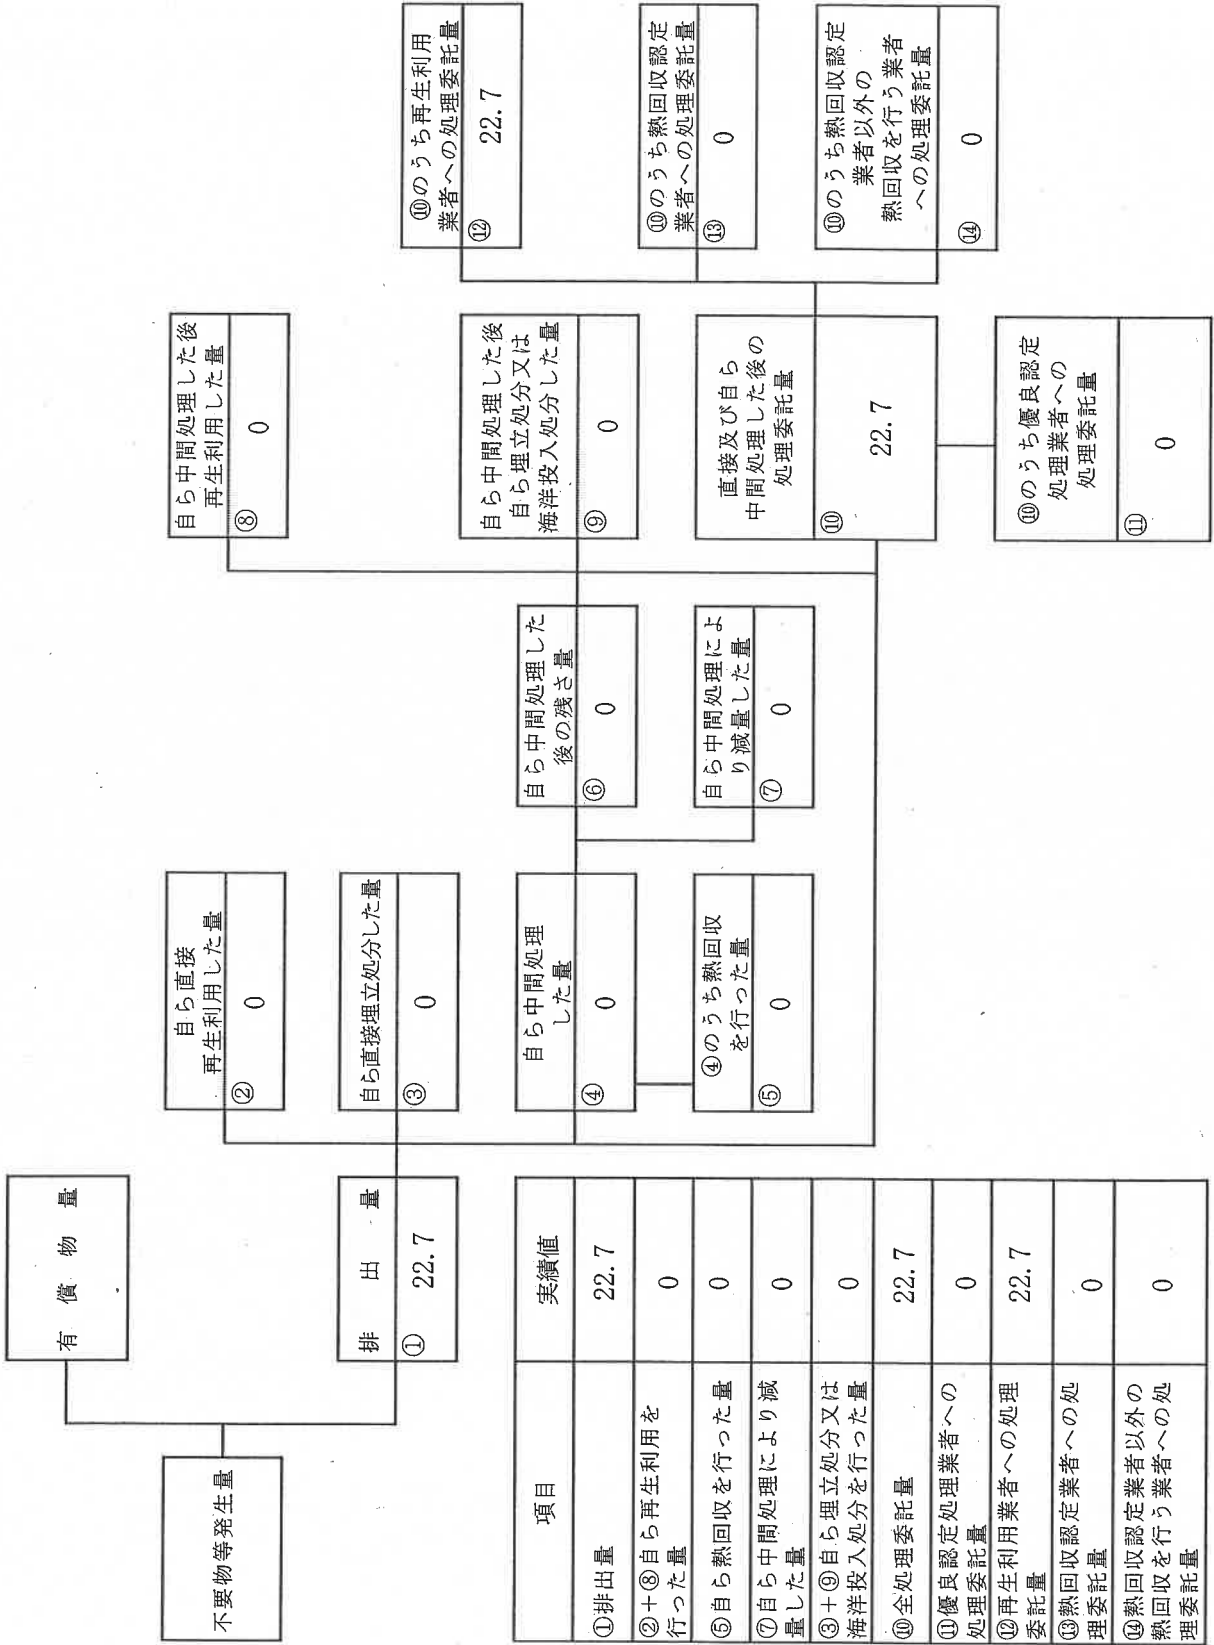 有償物量
不要物等発生量
排出量
①
22.7
自ら直接
再生利用した量
②
0
自ら直接埋立処分した量
③
0
自ら中間処理
した量
④
0
④のうち熱回収
を行った量
⑤
0
自ら中間処理した
後の残さ量
⑥
0
自ら中間処理によ
り減量した量
⑦
0
自ら中間処理した後
再生利用した量
⑧
0
自ら中間処理した後
自ら埋立処分又は
海洋投入処分した量
⑨
0
直接及び自ら
中間処理した後の
処理委託量
⑩
22.7
⑩のうち優良認定
処理業者への
処理委託量
⑪
0
⑩のうち再生利用
業者への処理委託量
⑫
22.7
⑩のうち熱回収認定
業者への処理委託量
⑬
0
⑩のうち熱回収認定
業者以外の
熱回収を行う業者
への処理委託量
⑭
0
項目
実績値
①排出量
22.7
②+⑧自ら再生利用を
行った量
0
⑤自ら熱回収を行った量
0
⑦自ら中間処理により減
量した量
0
③+⑨自ら埋立処分又は
海洋投入処分を行った量
0
⑩全処理委託量
22.7
⑪優良認定処理業者への
処理委託量
0
⑫再生利用業者への処理
委託量
22.7
⑬熱回収認定業者への処
理委託量
0
⑭熱回収認定業者以外の
熱回収を行う業者への処
理委託量
0